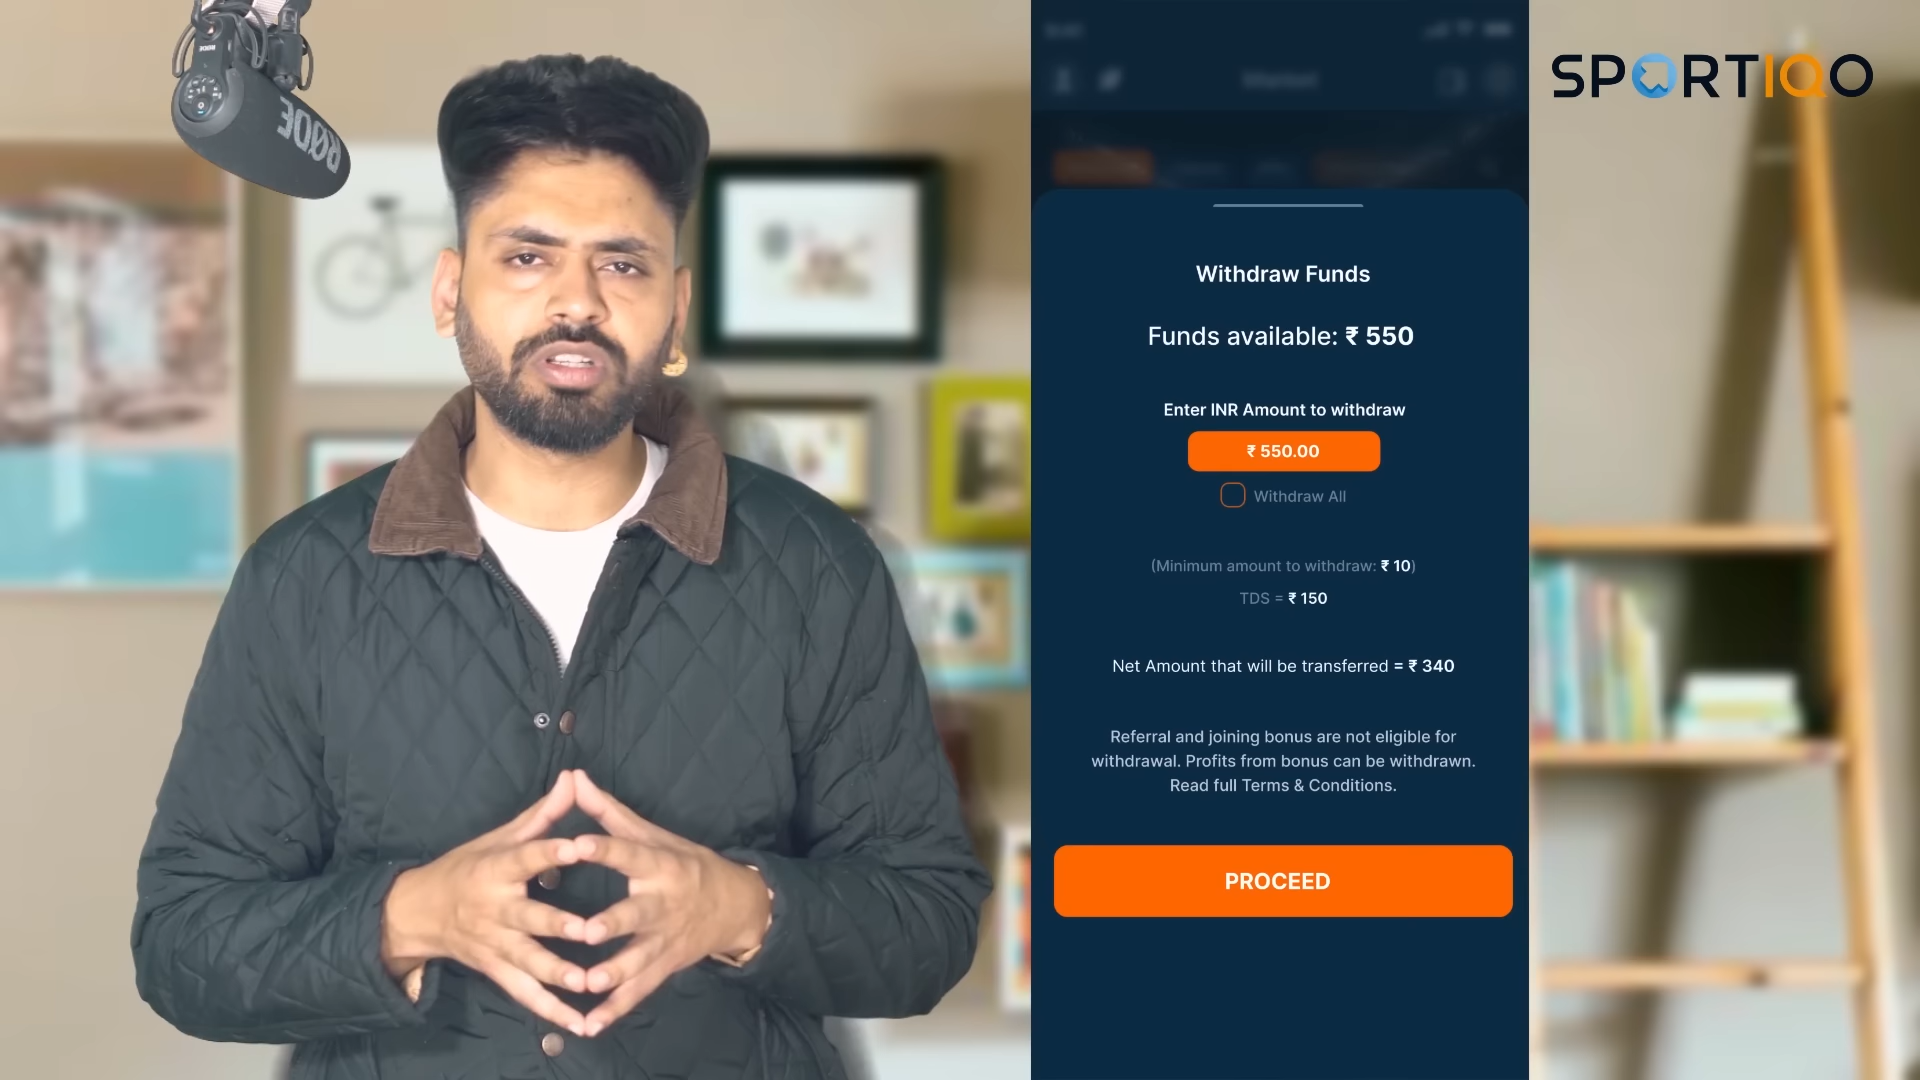 RØDE
SPORTIQO
Withdraw Funds
Funds available: ₹ 550
Enter INR Amount to withdraw
₹ 550.00
Withdraw All
(Minimum amount to withdraw: ₹ 10)
TDS = ₹ 150
Net Amount that will be transferred = ₹ 340
Referral and joining bonus are not eligible for
withdrawal. Profits from bonus can be withdrawn.
Read full Terms & Conditions.
PROCEED